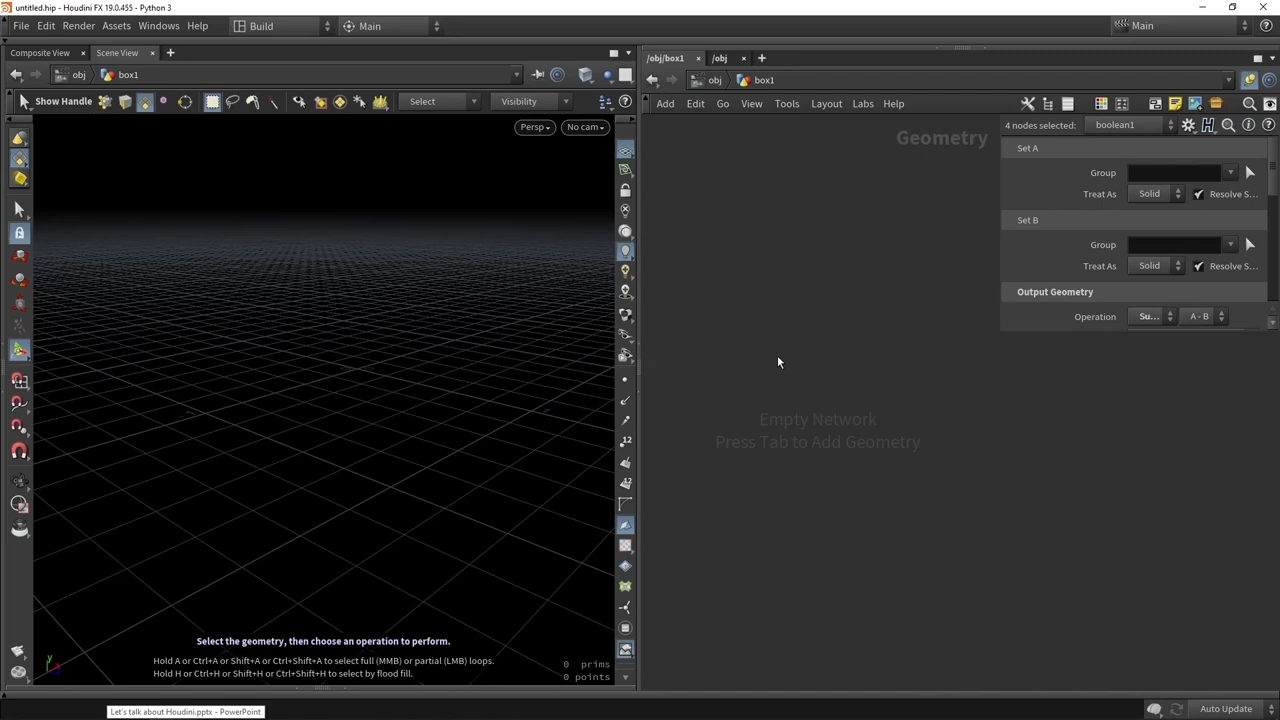 untitled.hip - Houdini FX 19.0.455 - Python 3
File Edit Render Assets Windows Help
Build
Main
Main
Composite View
Scene View
/obj/box1
/obj
obj
box1
obj
box1
Show Handle
Select
Visibility
Add Edit Go View Tools Layout Labs Help
Persp
No cam
Geometry
4 nodes selected:
boolean1
Set A
Group
Treat As
Solid
Resolve S...
Set B
Group
Treat As
Solid
Resolve S...
Output Geometry
Operation
Su...
A - B
12
12
Empty Network
Press Tab to Add Geometry
Select the geometry, then choose an operation to perform.
Hold A or Ctrl+A or Shift+A or Ctrl+Shift+A to select full (MMB) or partial (LMB) loops.
Hold H or Ctrl+H or Shift+H or Ctrl+Shift+H to select by flood fill.
0 prims
0 points
y
Let's talk about Houdini.pptx - PowerPoint
Auto Update